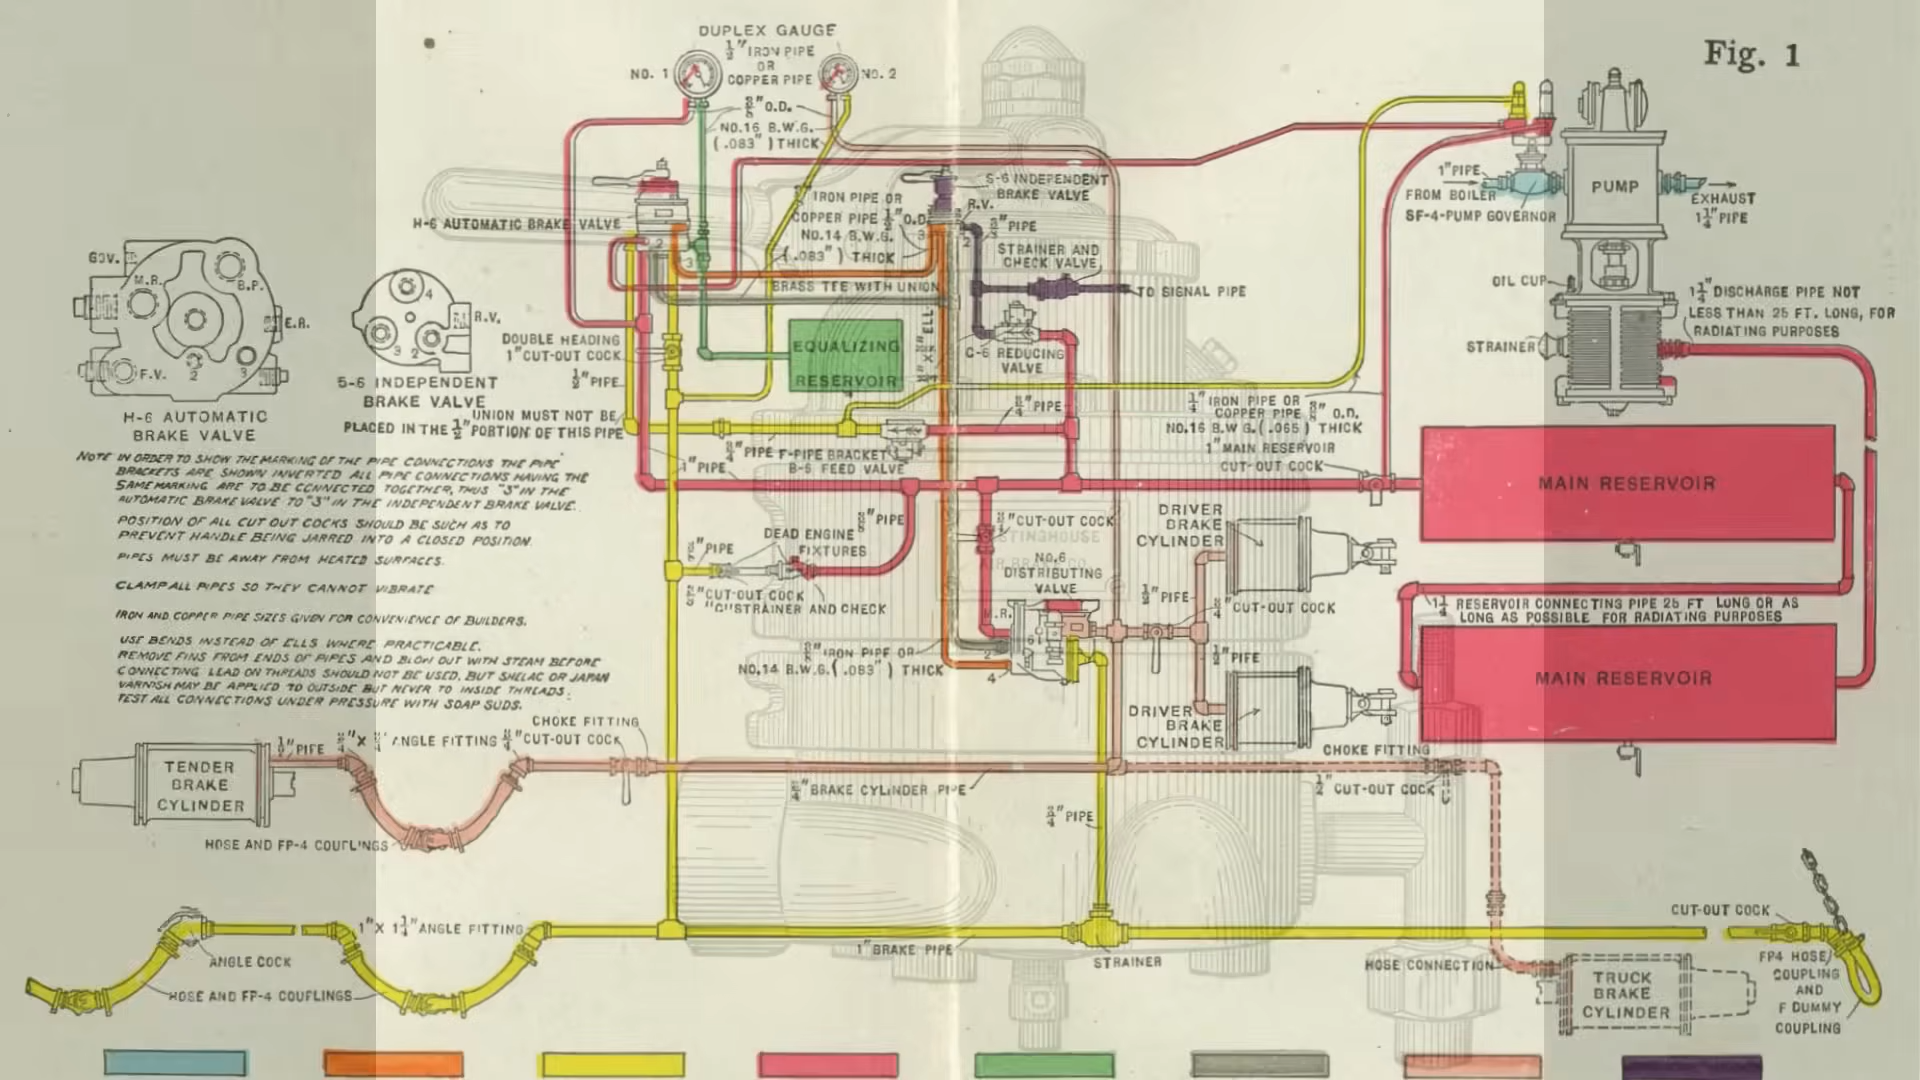 Fig. 1
DUPLEX GAUGE
1/2" IRON PIPE
OR
COPPER PIPE
NO. 1
NO. 2
3/8" O.D.
NO.16 B.W.G.
(.083") THICK
S-6 INDEPENDENT
BRAKE VALVE
R.V.
IRON PIPE OR
COPPER PIPE 1/2" O.D.
NO.14 B.W.G.
(.083") THICK
3/8" PIPE
STRAINER AND
CHECK VALVE
TO SIGNAL PIPE
H-6 AUTOMATIC BRAKE VALVE
BRASS TEE WITH UNION
1" PIPE
FROM BOILER
SF-4-PUMP GOVERNOR
PUMP
EXHAUST
1 1/4" PIPE
OIL CUP
STRAINER
1 1/4" DISCHARGE PIPE NOT
LESS THAN 25 FT. LONG, FOR
RADIATING PURPOSES
GOV.
M.R.
B.P.
E.R.
F.V.
2
3
H-6 AUTOMATIC
BRAKE VALVE
4
R.V.
3 2
S-6 INDEPENDENT
BRAKE VALVE
DOUBLE HEADING
1" CUT-OUT COCK
1/2" PIPE
UNION MUST NOT BE
PLACED IN THE 1/2" PORTION OF THIS PIPE
EQUALIZING
RESERVOIR
ELL
C-6 REDUCING
VALVE
3/4" PIPE
3/4" PIPE F-PIPE BRACKET
B-6 FEED VALVE
1" PIPE
1/4" IRON PIPE OR
COPPER PIPE 3/8" O.D.
NO.16 B.W.G.(.065) THICK
1" MAIN RESERVOIR
CUT-OUT COCK
MAIN RESERVOIR
1 1/4 RESERVOIR CONNECTING PIPE 25 FT LONG OR AS
LONG AS POSSIBLE FOR RADIATING PURPOSES
MAIN RESERVOIR
NOTE IN ORDER TO SHOW THE MARKING OF THE PIPE CONNECTIONS THE PIPE
BRACKETS ARE SHOWN INVERTED ALL PIPE CONNECTIONS HAVING THE
SAME MARKING ARE TO BE CONNECTED TOGETHER, THUS "3" IN THE
AUTOMATIC BRAKE VALVE TO "3" IN THE INDEPENDENT BRAKE VALVE.
POSITION OF ALL CUT OUT COCKS SHOULD BE SUCH AS TO
PREVENT HANDLE BEING JARRED INTO A CLOSED POSITION.
PIPES MUST BE AWAY FROM HEATED SURFACES.
CLAMP ALL PIPES SO THEY CANNOT VIBRATE
IRON AND COPPER PIPE SIZES GIVEN FOR CONVENIENCE OF BUILDERS.
USE BENDS INSTEAD OF ELLS WHERE PRACTICABLE.
REMOVE FINS FROM ENDS OF PIPES AND BLOW OUT WITH STEAM BEFORE
CONNECTING LEAD ON THREADS SHOULD NOT BE USED, BUT SHELAC OR JAPAN
VARNISH MAY BE APPLIED TO OUTSIDE BUT NEVER TO INSIDE THREADS.
TEST ALL CONNECTIONS UNDER PRESSURE WITH SOAP SUDS.
DEAD ENGINE
FIXTURES
PIPE
PIPE
CUT-OUT COCK
STRAINER AND CHECK
3/4" CUT-OUT COCK
NO.6
DISTRIBUTING
VALVE
M.R.
2
4
IRON PIPE OR
NO.14 B.W.G.(.083") THICK
DRIVER
BRAKE
CYLINDER
1/2" PIPE
3/4" CUT-OUT COCK
1/2" PIPE
DRIVER
BRAKE
CYLINDER
TENDER
BRAKE
CYLINDER
1/2" PIPE
ANGLE FITTING
CHOKE FITTING
3/4" CUT-OUT COCK
HOSE AND FP-4 COUPLINGS
3/4" BRAKE CYLINDER PIPE
3/4" PIPE
CHOKE FITTING
1/2" CUT-OUT COCK
1" X 1 1/4" ANGLE FITTING
ANGLE COCK
HOSE AND FP-4 COUPLINGS
1" BRAKE PIPE
STRAINER
HOSE CONNECTION
TRUCK
BRAKE
CYLINDER
CUT-OUT COCK
FP4 HOSE
COUPLING
AND
F DUMMY
COUPLING